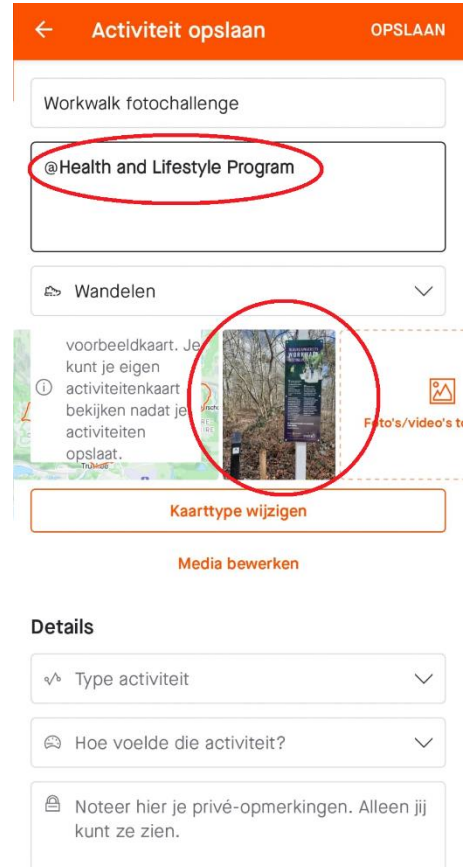 Activiteit opslaan OPSLAAN
Workwalk fotochallenge
@Health and Lifestyle Program
Wandelen
voorbeeldkaart. Je
kunt je eigen
activiteitenkaart
bekijken nadat je
activiteiten
opslaat.
WORKWALK
Foto's/video's t
Kaarttype wijzigen
Media bewerken
Details
Type activiteit
Hoe voelde die activiteit?
Noteer hier je privé-opmerkingen. Alleen jij
kunt ze zien.